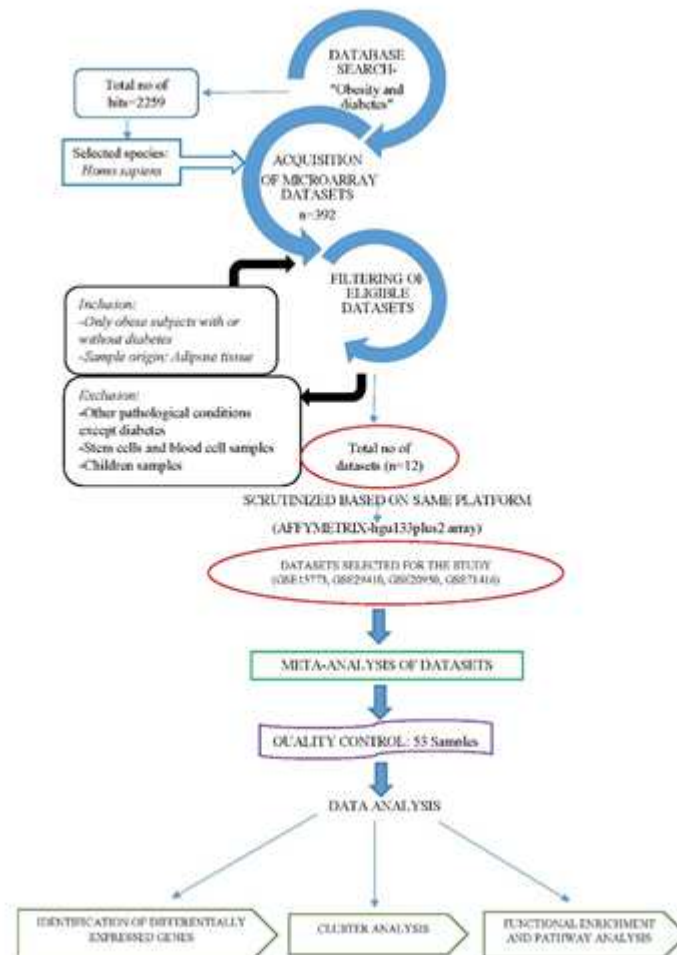 DATABASE
SEARCH-
"Obesity and
diabetes"
Total no of
hits=2259
Selected species:
Homo sapiens
ACQUISITION
OF MICROARRAY
DATASETS
n=392
FILTERING OF
ELIGIBLE
DATASETS
Inclusion:
-Only obese subjects with or
without diabetes
-Sample origin: Adipose tissue
Exclusion:
-Other pathological conditions
except diabetes
-Stem cells and blood cell samples
-Children samples
Total no of
datasets (n=12)
SCRUTINIZED BASED ON SAME PLATFORM
(AFFYMETRIX-hgu133plus2 array)
DATASETS SELECTED FOR THE STUDY
(GSE15773, GSE29410, GSE20950, GSE71416)
META-ANALYSIS OF DATASETS
QUALITY CONTROL: 53 Samples
DATA ANALYSIS
IDENTIFICATION OF DIFFERENTIALLY
EXPRESSED GENES
CLUSTER ANALYSIS
FUNCTIONAL ENRICHMENT
AND PATHWAY ANALYSIS